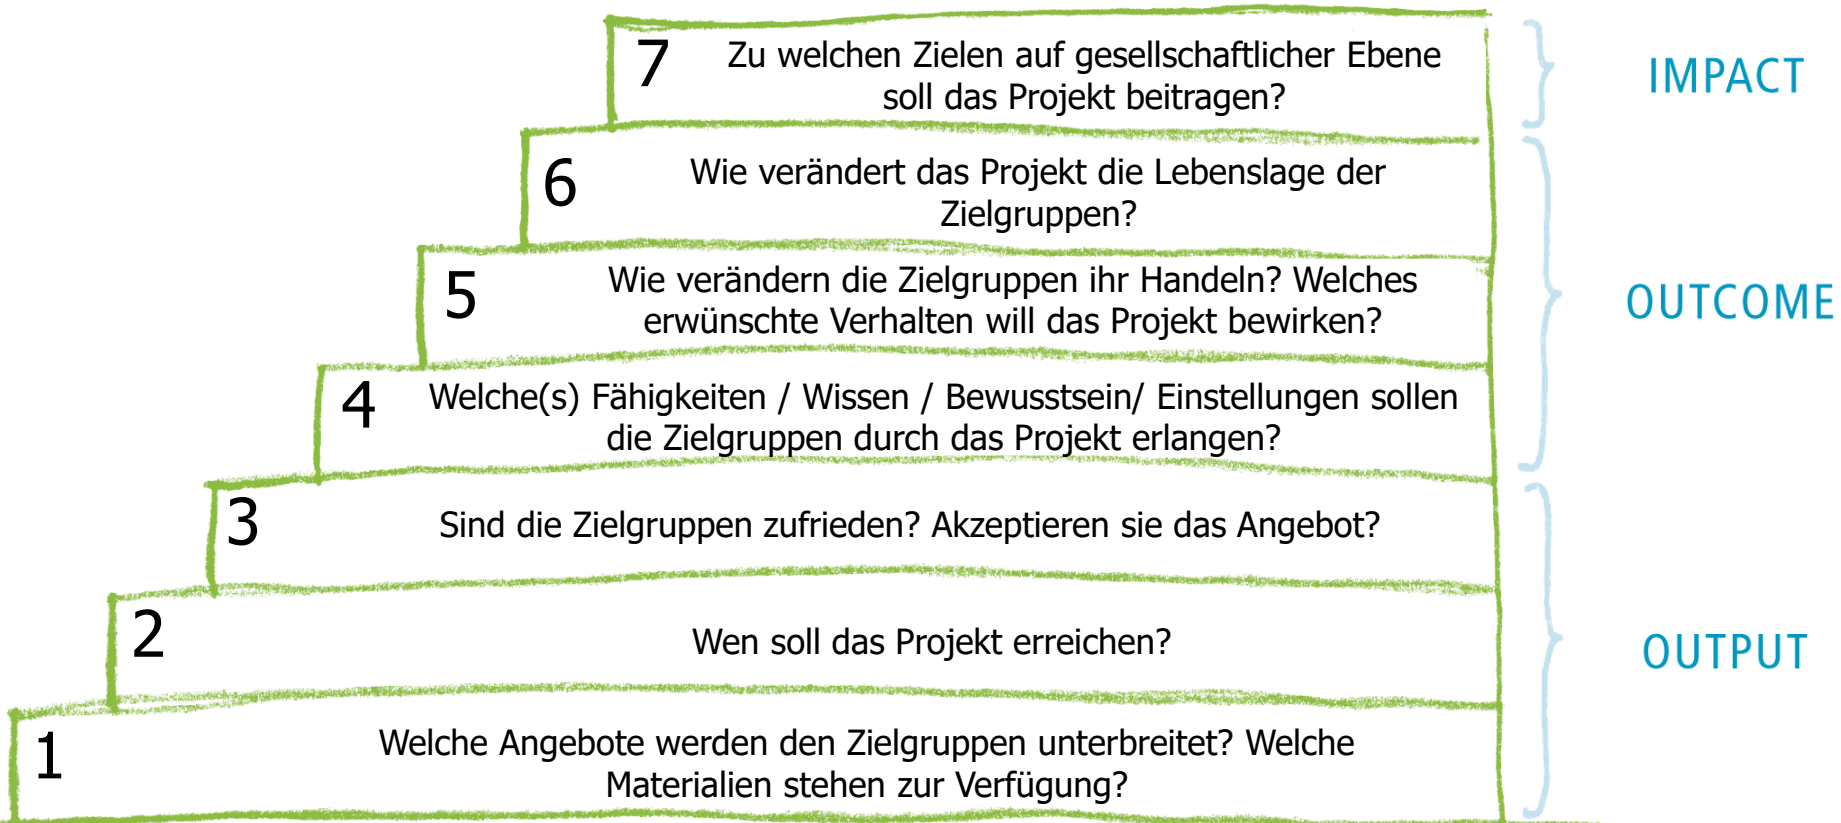 7
Zu welchen Zielen auf gesellschaftlicher Ebene
soll das Projekt beitragen?
IMPACT
6
Wie verändert das Projekt die Lebenslage der
Zielgruppen?
5
Wie verändern die Zielgruppen ihr Handeln? Welches
erwünschte Verhalten will das Projekt bewirken?
OUTCOME
4
Welche(s) Fähigkeiten / Wissen / Bewusstsein/ Einstellungen sollen
die Zielgruppen durch das Projekt erlangen?
3
Sind die Zielgruppen zufrieden? Akzeptieren sie das Angebot?
2
Wen soll das Projekt erreichen?
OUTPUT
1
Welche Angebote werden den Zielgruppen unterbreitet? Welche
Materialien stehen zur Verfügung?